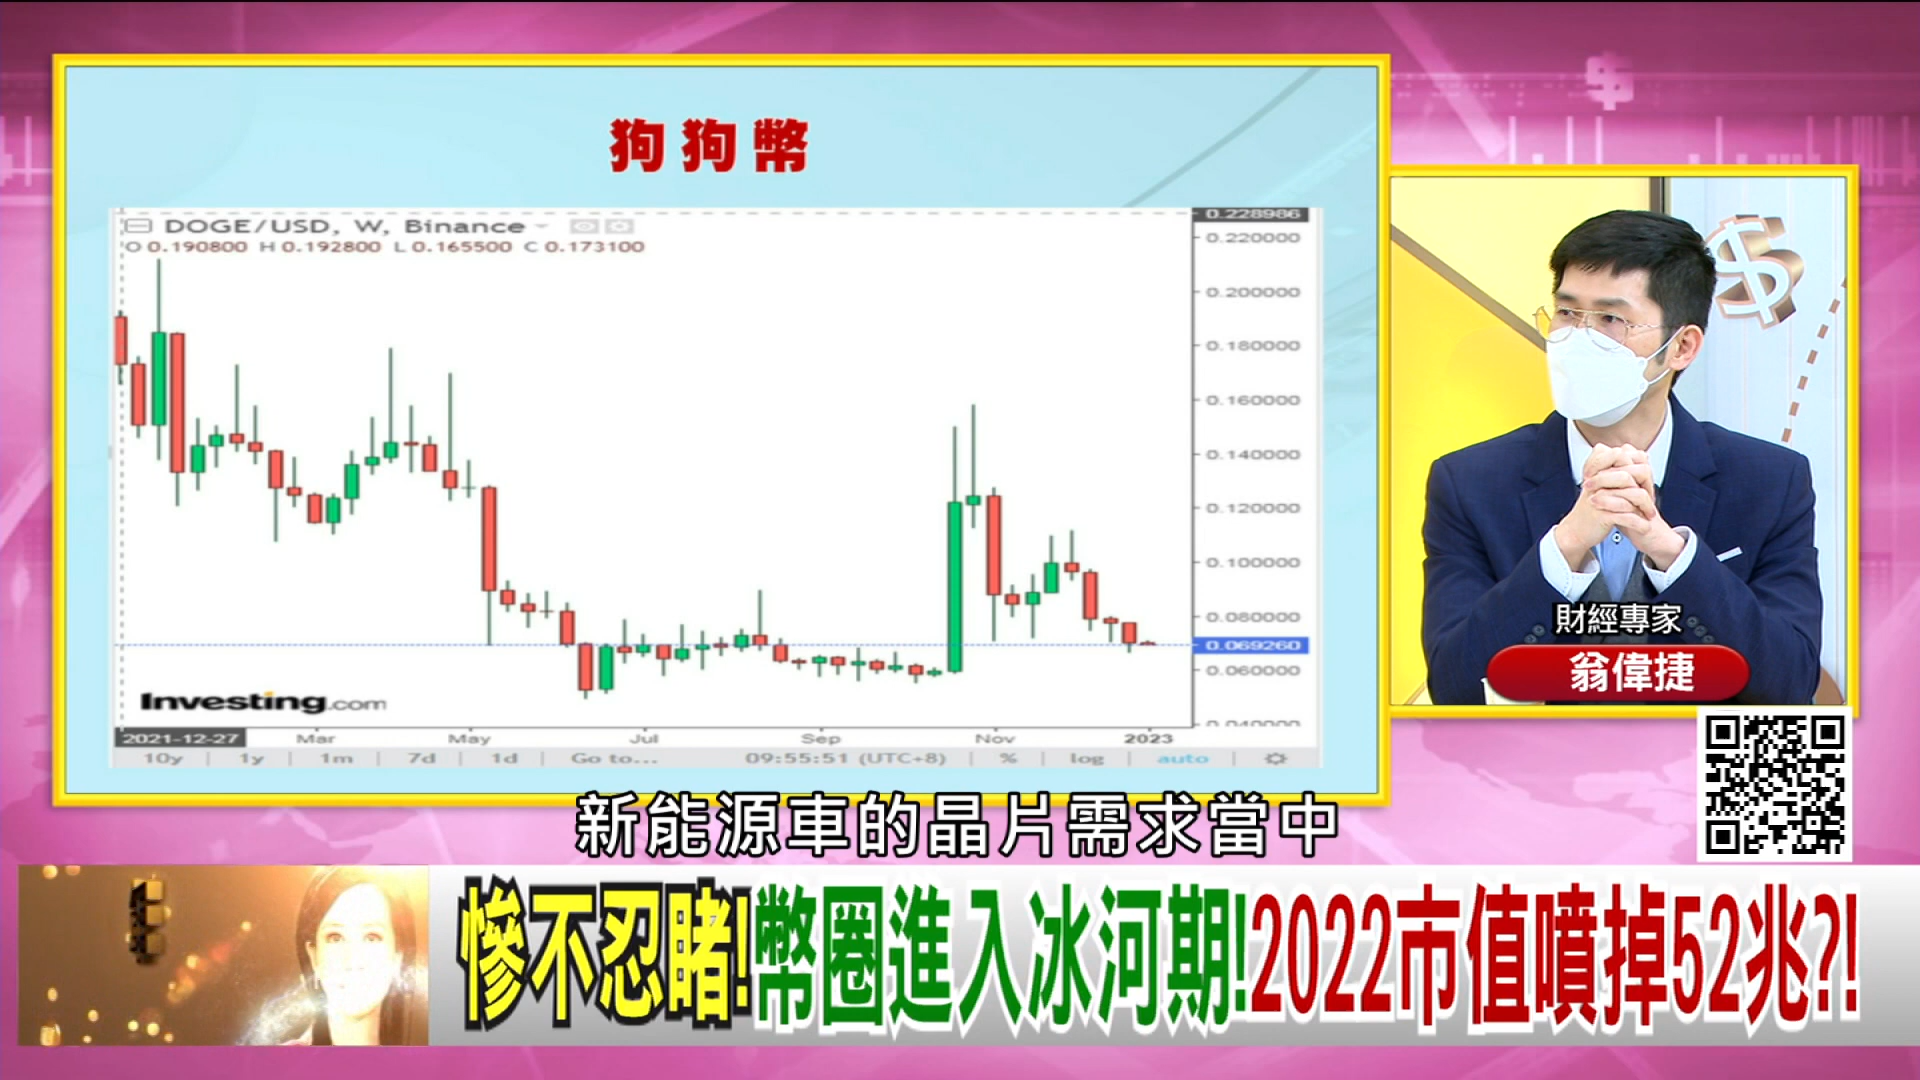 狗狗幣
DOGE/USD, W, Binance
O 0.190800 H 0.192800 L 0.165500 C 0.173100
0.228986
0.220000
0.200000
0.180000
0.160000
0.140000
0.120000
0.100000
0.080000
0.069260
0.060000
0.040000
Investing.com
2021-12-27 Mar May Jul Sep Nov 2023
10y 1y 1m 7d 1d Go to... 09:55:51 (UTC+8) % log auto
財經專家
翁偉捷
新能源車的晶片需求當中
慘不忍睹!幣圈進入冰河期!2022市值噴掉52兆?!